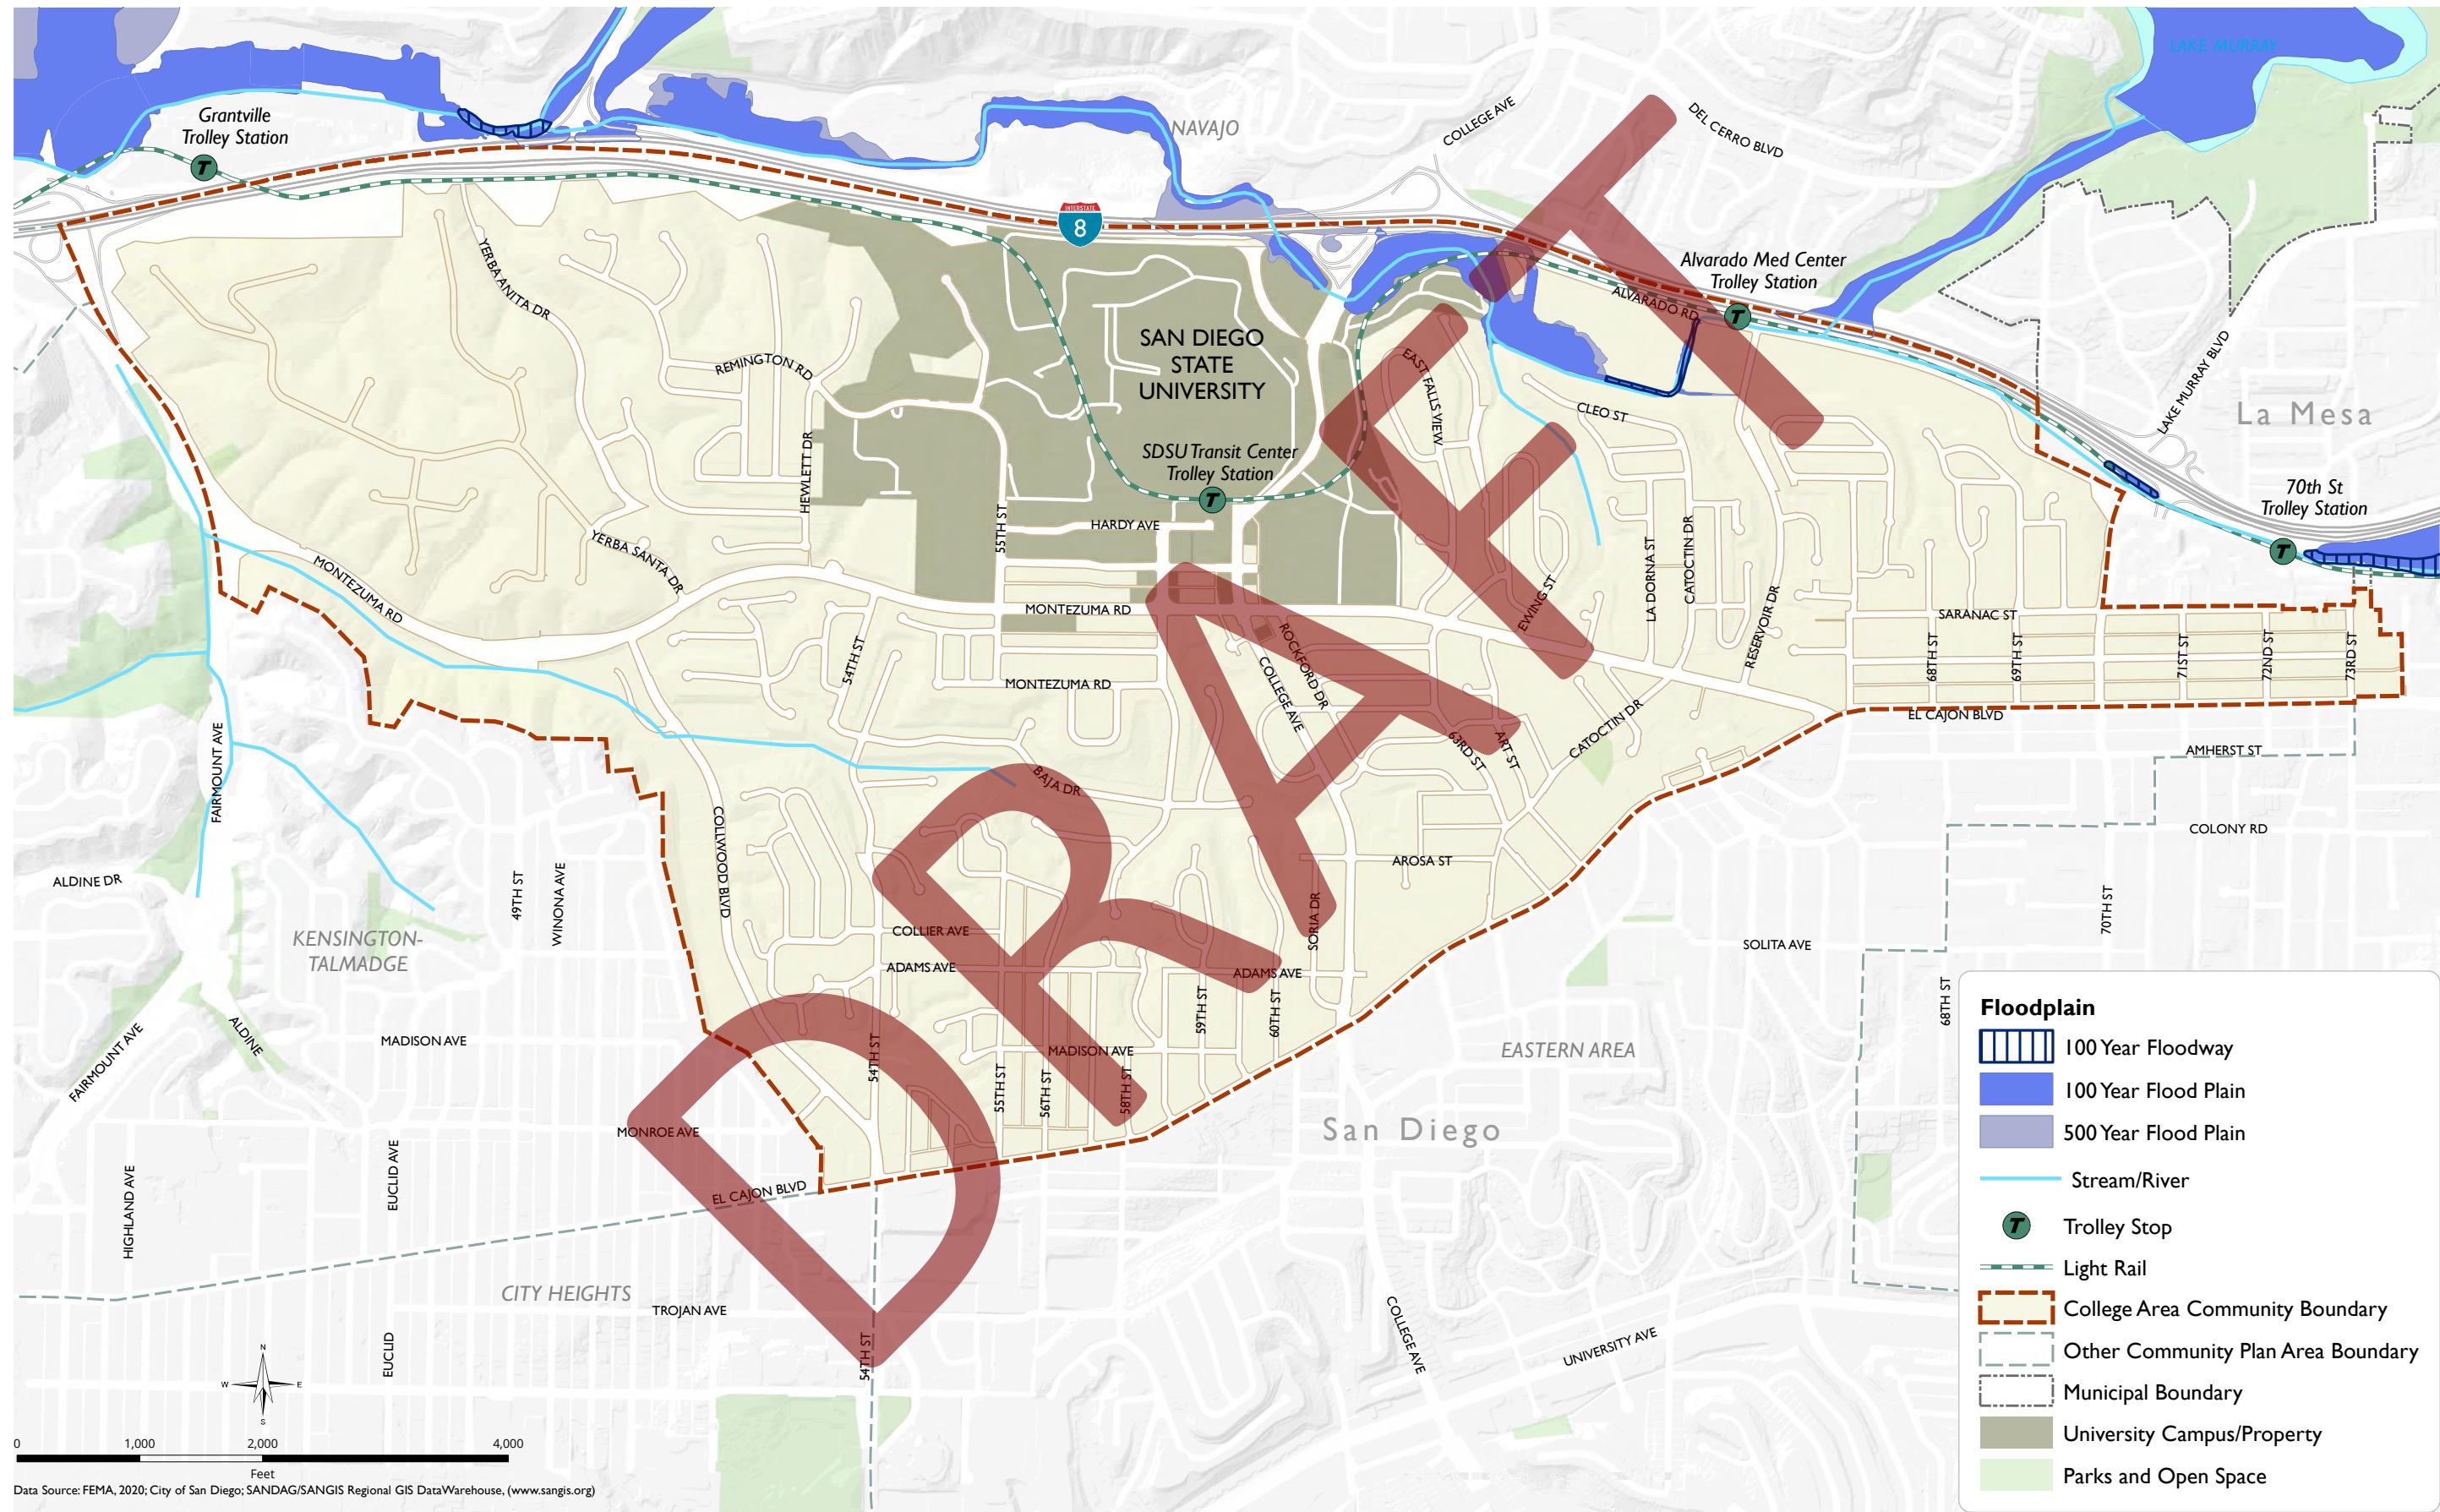 LAKE MURRAY
Grantville
Trolley Station
NAVAJO
COLLEGE AVE
DEL CERRO BLVD
INTERSTATE
8
Alvarado Med Center
Trolley Station
T
T
ALVARADO RD
YERBA ANITA DR
REMINGTON RD
SAN DIEGO
STATE
UNIVERSITY
EAST FALLS VIEW
CLEO ST
LAKE MURRAY BLVD
La Mesa
HEWLETT DR
SDSU Transit Center
Trolley Station
T
70th St
Trolley Station
T
55TH ST
HARDY AVE
YERBA SANTA DR
MONTEZUMA RD
MONTEZUMA RD
EWING ST
LA DORNA ST
CATOCTIN DR
RESERVOIR DR
SARANAC ST
68TH ST
69TH ST
71ST ST
72ND ST
73RD ST
54TH ST
MONTEZUMA RD
ROCKFORD DR
COLLEGE AVE
63RD ST
ART ST
CATOCTIN DR
EL CAJON BLVD
AMHERST ST
FAIRMOUNT AVE
BAJA DR
COLLWOOD BLVD
COLONY RD
AROSA ST
ALDINE DR
49TH ST
WINONA AVE
70TH ST
KENSINGTON-
TALMADGE
COLLIER AVE
SORIA DR
SOLITA AVE
ADAMS AVE
ADAMS AVE
68TH ST
59TH ST
60TH ST
FAIRMOUNT AVE
ALDINE
MADISON AVE
54TH ST
MADISON AVE
55TH ST
56TH ST
58TH ST
EASTERN AREA
San Diego
MONROE AVE
HIGHLAND AVE
EUCLID AVE
EL CAJON BLVD
CITY HEIGHTS
TROJAN AVE
EUCLID
54TH ST
COLLEGE AVE
UNIVERSITY AVE
DRAFT
Floodplain
100 Year Floodway
100 Year Flood Plain
500 Year Flood Plain
Stream/River
T Trolley Stop
Light Rail
College Area Community Boundary
Other Community Plan Area Boundary
Municipal Boundary
University Campus/Property
Parks and Open Space
N
W E
S
0 1,000 2,000 4,000
Feet
Data Source: FEMA, 2020; City of San Diego; SANDAG/SANGIS Regional GIS DataWarehouse, (www.sangis.org)